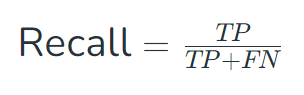 Recall = TP / TP+FN